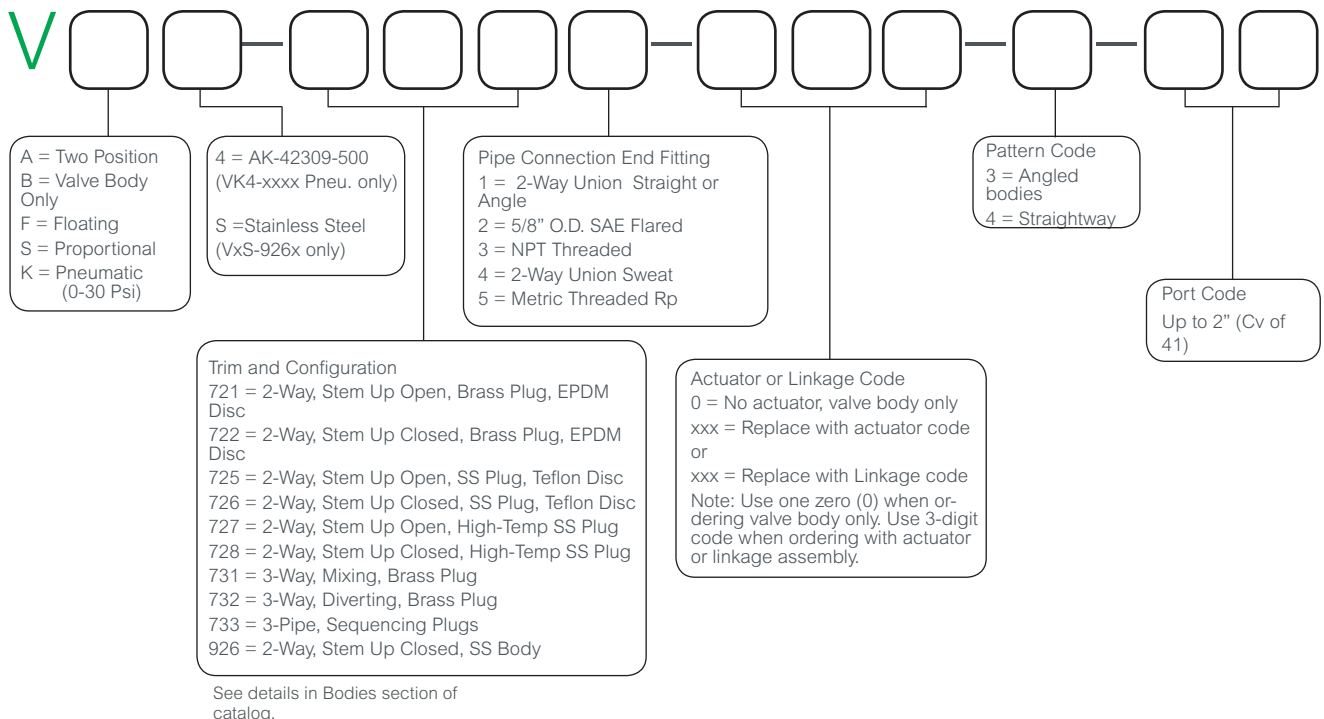 V
A = Two Position
B = Valve Body
Only
F = Floating
S = Proportional
K = Pneumatic
(0-30 Psi)
4 = AK-42309-500
(VK4-xxxx Pneu. only)
S =Stainless Steel
(VxS-926x only)
Pipe Connection End Fitting
1 = 2-Way Union Straight or
Angle
2 = 5/8" O.D. SAE Flared
3 = NPT Threaded
4 = 2-Way Union Sweat
5 = Metric Threaded Rp
Pattern Code
3 = Angled
bodies
4 = Straightway
Port Code
Up to 2" (Cv of
41)
Trim and Configuration
721 = 2-Way, Stem Up Open, Brass Plug, EPDM
Disc
722 = 2-Way, Stem Up Closed, Brass Plug, EPDM
Disc
725 = 2-Way, Stem Up Open, SS Plug, Teflon Disc
726 = 2-Way, Stem Up Closed, SS Plug, Teflon Disc
727 = 2-Way, Stem Up Open, High-Temp SS Plug
728 = 2-Way, Stem Up Closed, High-Temp SS Plug
731 = 3-Way, Mixing, Brass Plug
732 = 3-Way, Diverting, Brass Plug
733 = 3-Pipe, Sequencing Plugs
926 = 2-Way, Stem Up Closed, SS Body
See details in Bodies section of
catalog.
Actuator or Linkage Code
0 = No actuator, valve body only
xxx = Replace with actuator code
or
xxx = Replace with Linkage code
Note: Use one zero (0) when or-
dering valve body only. Use 3-digit
code when ordering with actuator
or linkage assembly.